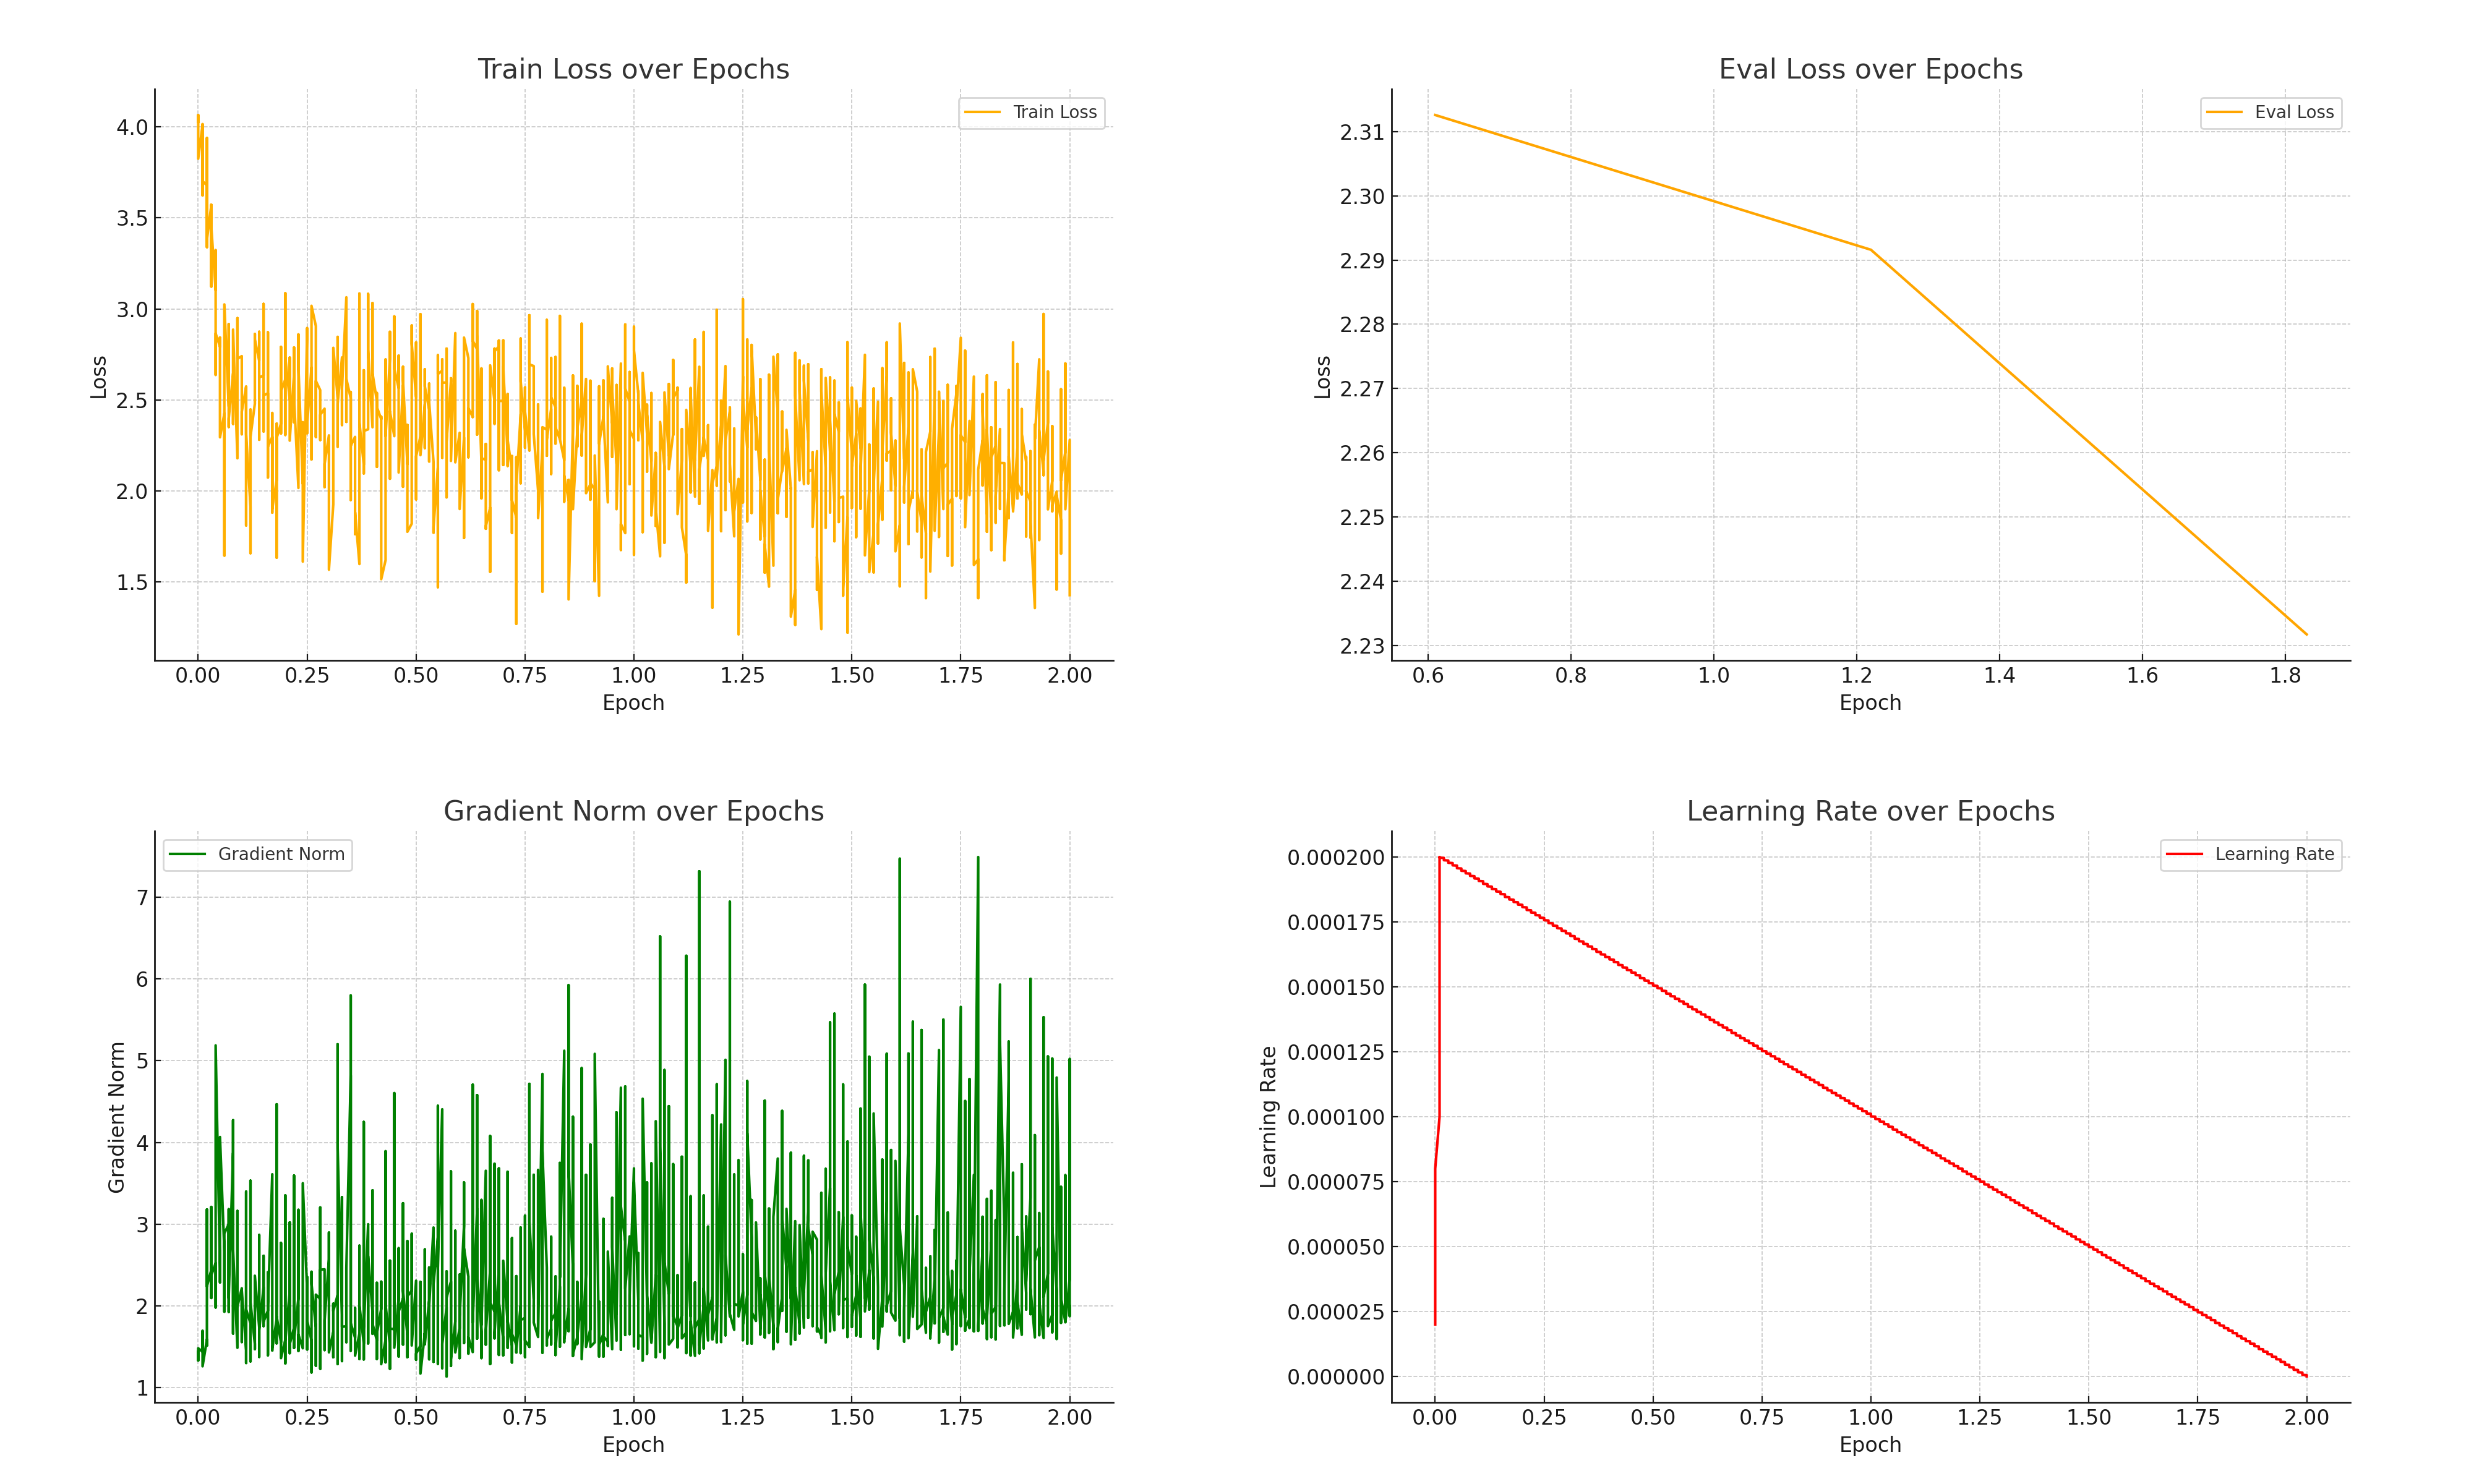 Train Loss over Epochs
Train Loss
4.0
3.5
3.0
2.5
2.0
1.5
Loss
0.00 0.25 0.50 0.75 1.00 1.25 1.50 1.75 2.00
Epoch
Eval Loss over Epochs
Eval Loss
2.31
2.30
2.29
2.28
2.27
2.26
2.25
2.24
2.23
Loss
0.6 0.8 1.0 1.2 1.4 1.6 1.8
Epoch
Gradient Norm over Epochs
Gradient Norm
7
6
5
4
3
2
1
Gradient Norm
0.00 0.25 0.50 0.75 1.00 1.25 1.50 1.75 2.00
Epoch
Learning Rate over Epochs
Learning Rate
0.000200
0.000175
0.000150
0.000125
0.000100
0.000075
0.000050
0.000025
0.000000
Learning Rate
0.00 0.25 0.50 0.75 1.00 1.25 1.50 1.75 2.00
Epoch